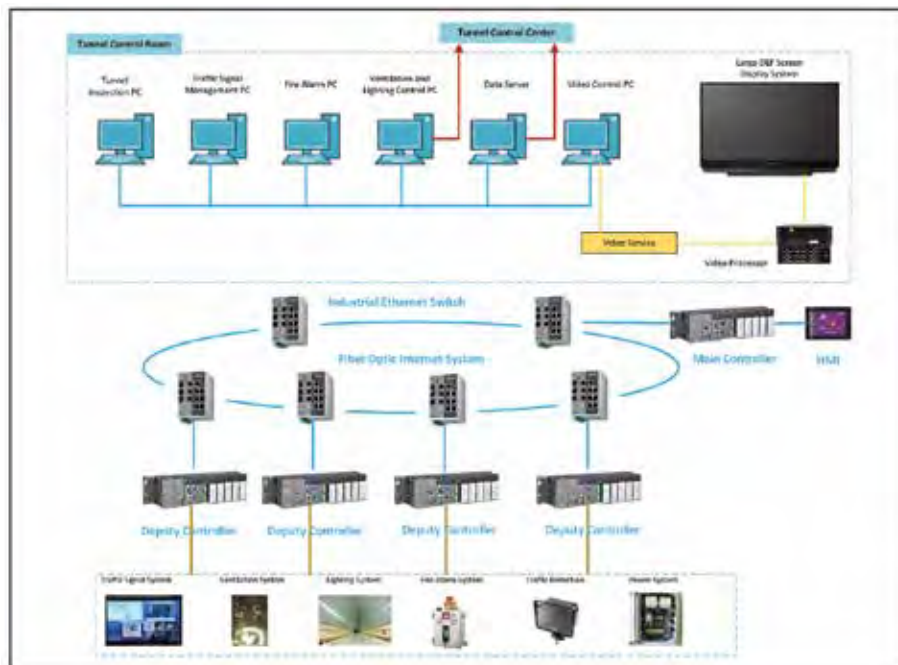 Tunnel Control Room
Tunnel Control Center
Tunnel
Inspection PC
Traffic Signal
Management PC
Fire Alarm PC
Ventilation and
Lighting Control PC
Data Server
Video Control PC
Large DLP Screen
Display System
Video Service
Video Processor
Industrial Ethernet Switch
Fiber Optic Internet System
Main Controller
HMI
Deputy Controller
Deputy Controller
Deputy Controller
Deputy Controller
Traffic Signal System
Ventilation System
Lighting System
Fire Alarm System
Traffic Detection
Power System